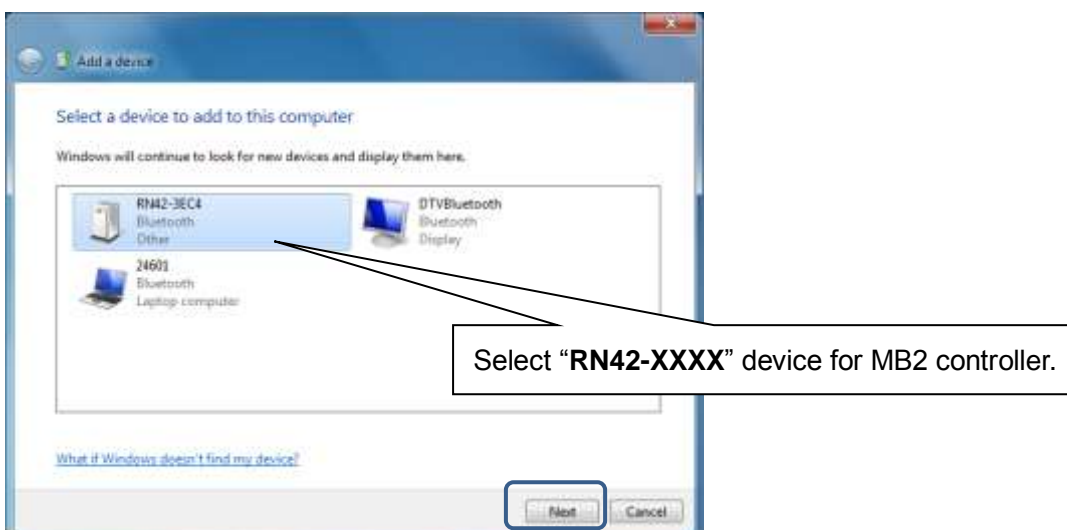 Add a device
Select a device to add to this computer
Windows will continue to look for new devices and display them here.
RN42-3EC4
Bluetooth
Other
DTVBluetooth
Bluetooth
Display
24601
Bluetooth
Laptop computer
Select “RN42-XXXX” device for MB2 controller.
What if Windows doesn't find my device?
Next
Cancel